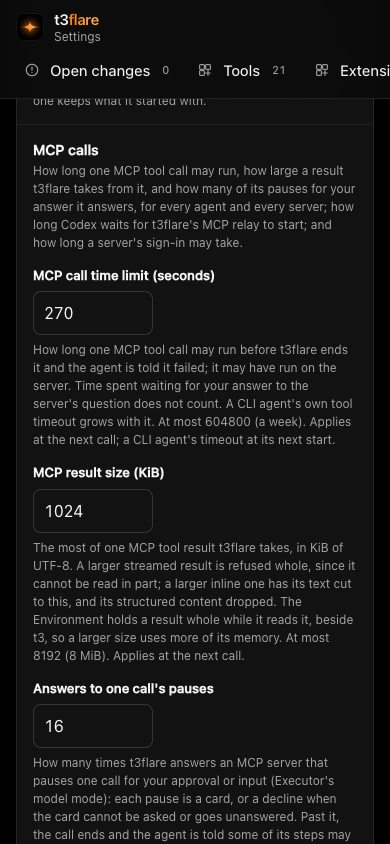 t3flare
Settings
Open changes 0 Tools 21 Extensi
one keeps what it started with.
MCP calls
How long one MCP tool call may run, how large a result
t3flare takes from it, and how many of its pauses for your
answer it answers, for every agent and every server; how
long Codex waits for t3flare's MCP relay to start; and
how long a server's sign-in may take.
MCP call time limit (seconds)
270
How long one MCP tool call may run before t3flare ends
it and the agent is told it failed; it may have run on the
server. Time spent waiting for your answer to the
server's question does not count. A CLI agent's own tool
timeout grows with it. At most 604800 (a week). Applies
at the next call; a CLI agent's timeout at its next start.
MCP result size (KiB)
1024
The most of one MCP tool result t3flare takes, in KiB of
UTF-8. A larger streamed result is refused whole, since it
cannot be read in part; a larger inline one has its text cut
to this, and its structured content dropped. The
Environment holds a result whole while it reads it, beside
t3, so a larger size uses more of its memory. At most
8192 (8 MiB). Applies at the next call.
Answers to one call's pauses
16
How many times t3flare answers an MCP server that
pauses one call for your approval or input (Executor's
model mode): each pause is a card, or a decline when
the card cannot be asked or goes unanswered. Past it,
the call ends and the agent is told some of its steps may